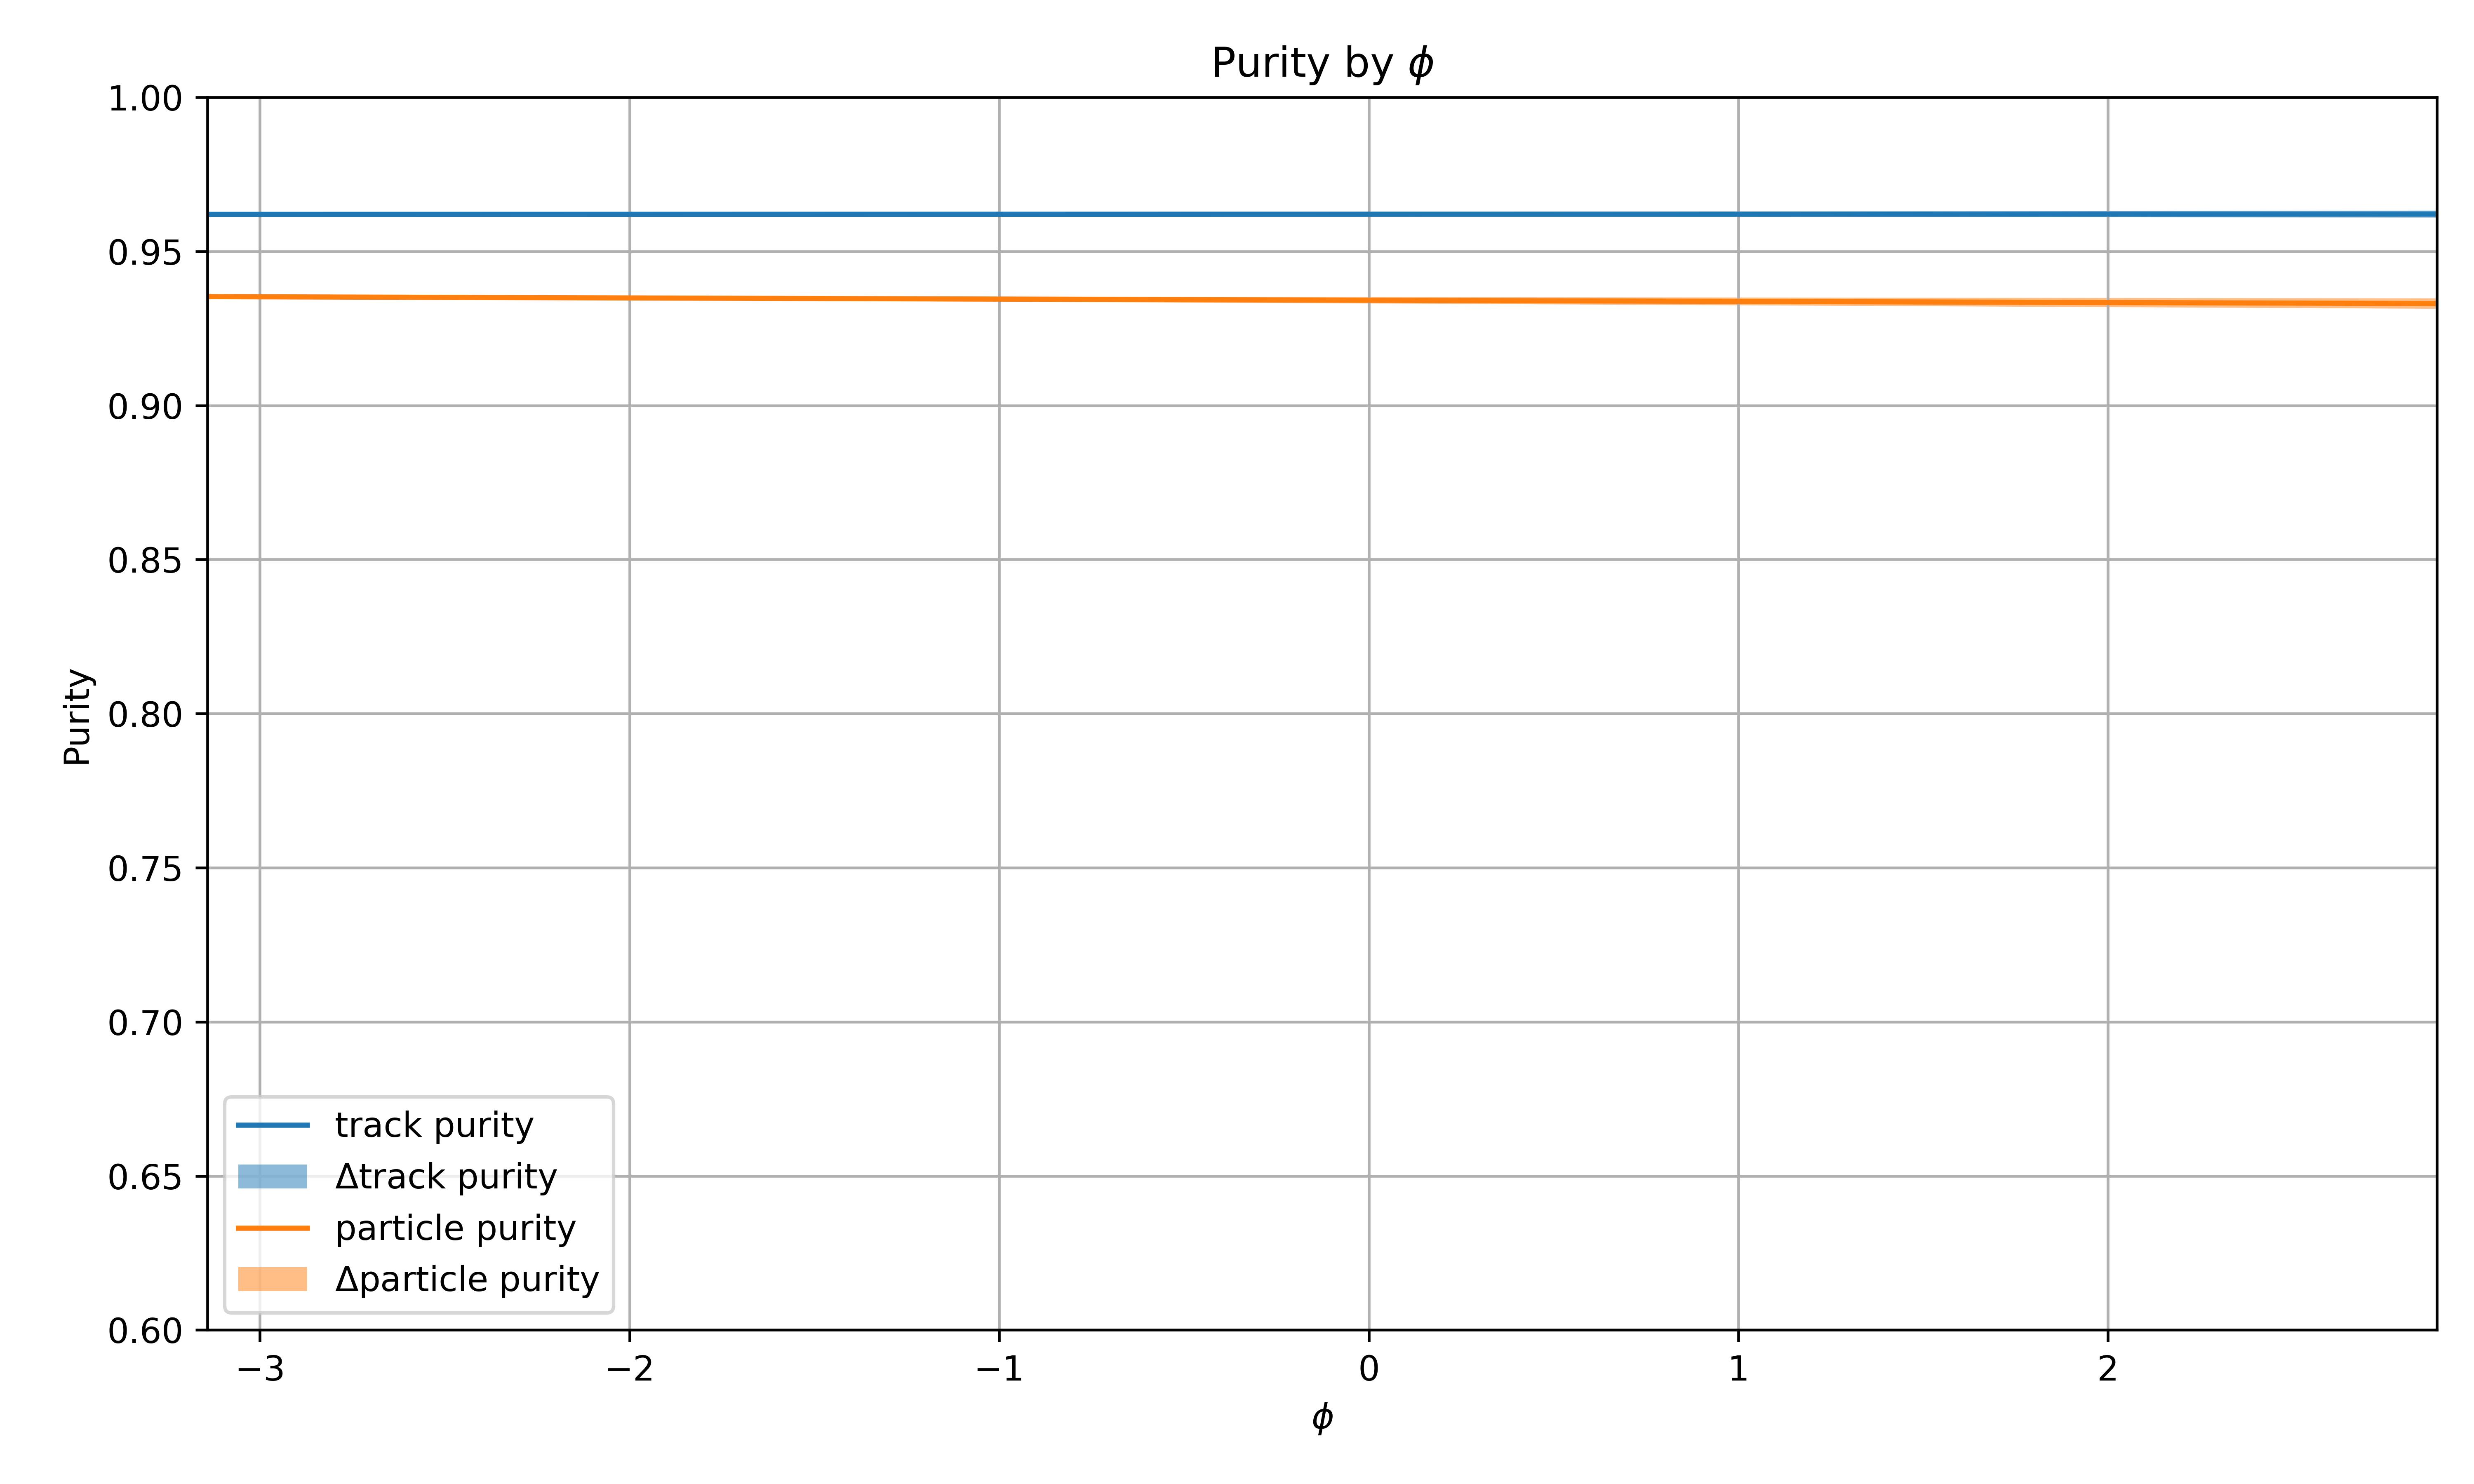 Purity by ϕ
1.00
0.95
0.90
0.85
0.80
0.75
0.70
0.65
0.60
Purity
track purity
Δtrack purity
particle purity
Δparticle purity
−3 −2 −1 0 1 2
ϕ